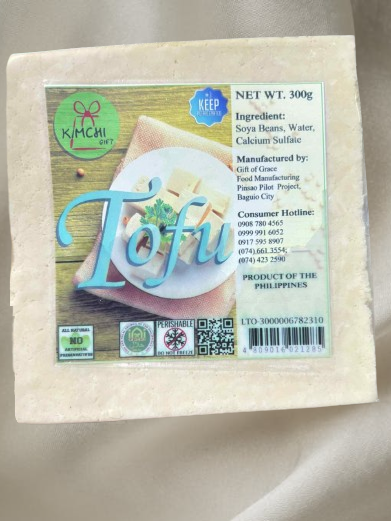 KIMCHI
GIFT
KEEP
Tofu
NET WT. 300g
Ingredient:
Soya Beans, Water,
Calcium Sulfate
Manufactured by:
Gift of Grace
Food Manufacturing
Pinsao Pilot Project,
Baguio City
Consumer Hotline:
0908 780 4565
0999 991 6052
0917 595 8907
(074).661.3554;
(074) 423 2590
PRODUCT OF THE
PHILIPPINES
LTO-3000006782310
4 809016 021285
ALL NATURAL
NO
ARTIFICIAL
PRESERVATIVES
PERISHABLE
DO NOT FREEZE